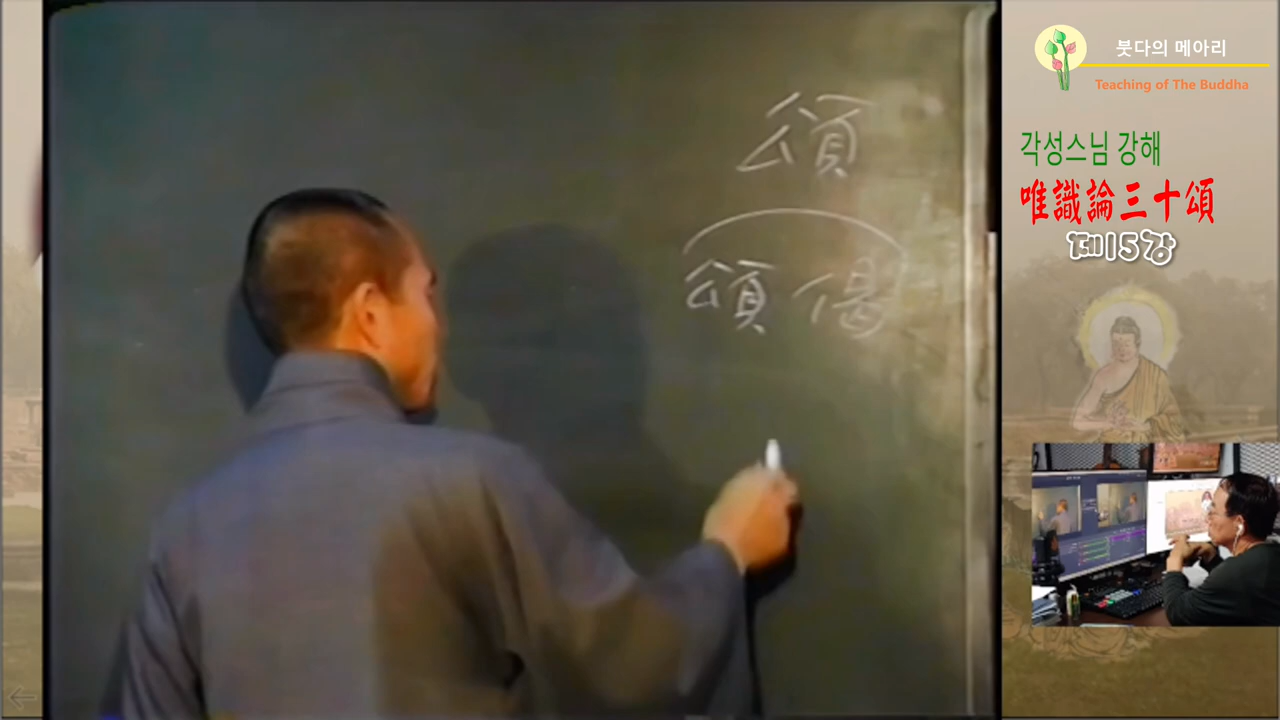 頌
頌偈
붓다의 메아리
Teaching of The Buddha
각성스님 강해
唯識論三十頌
제15강